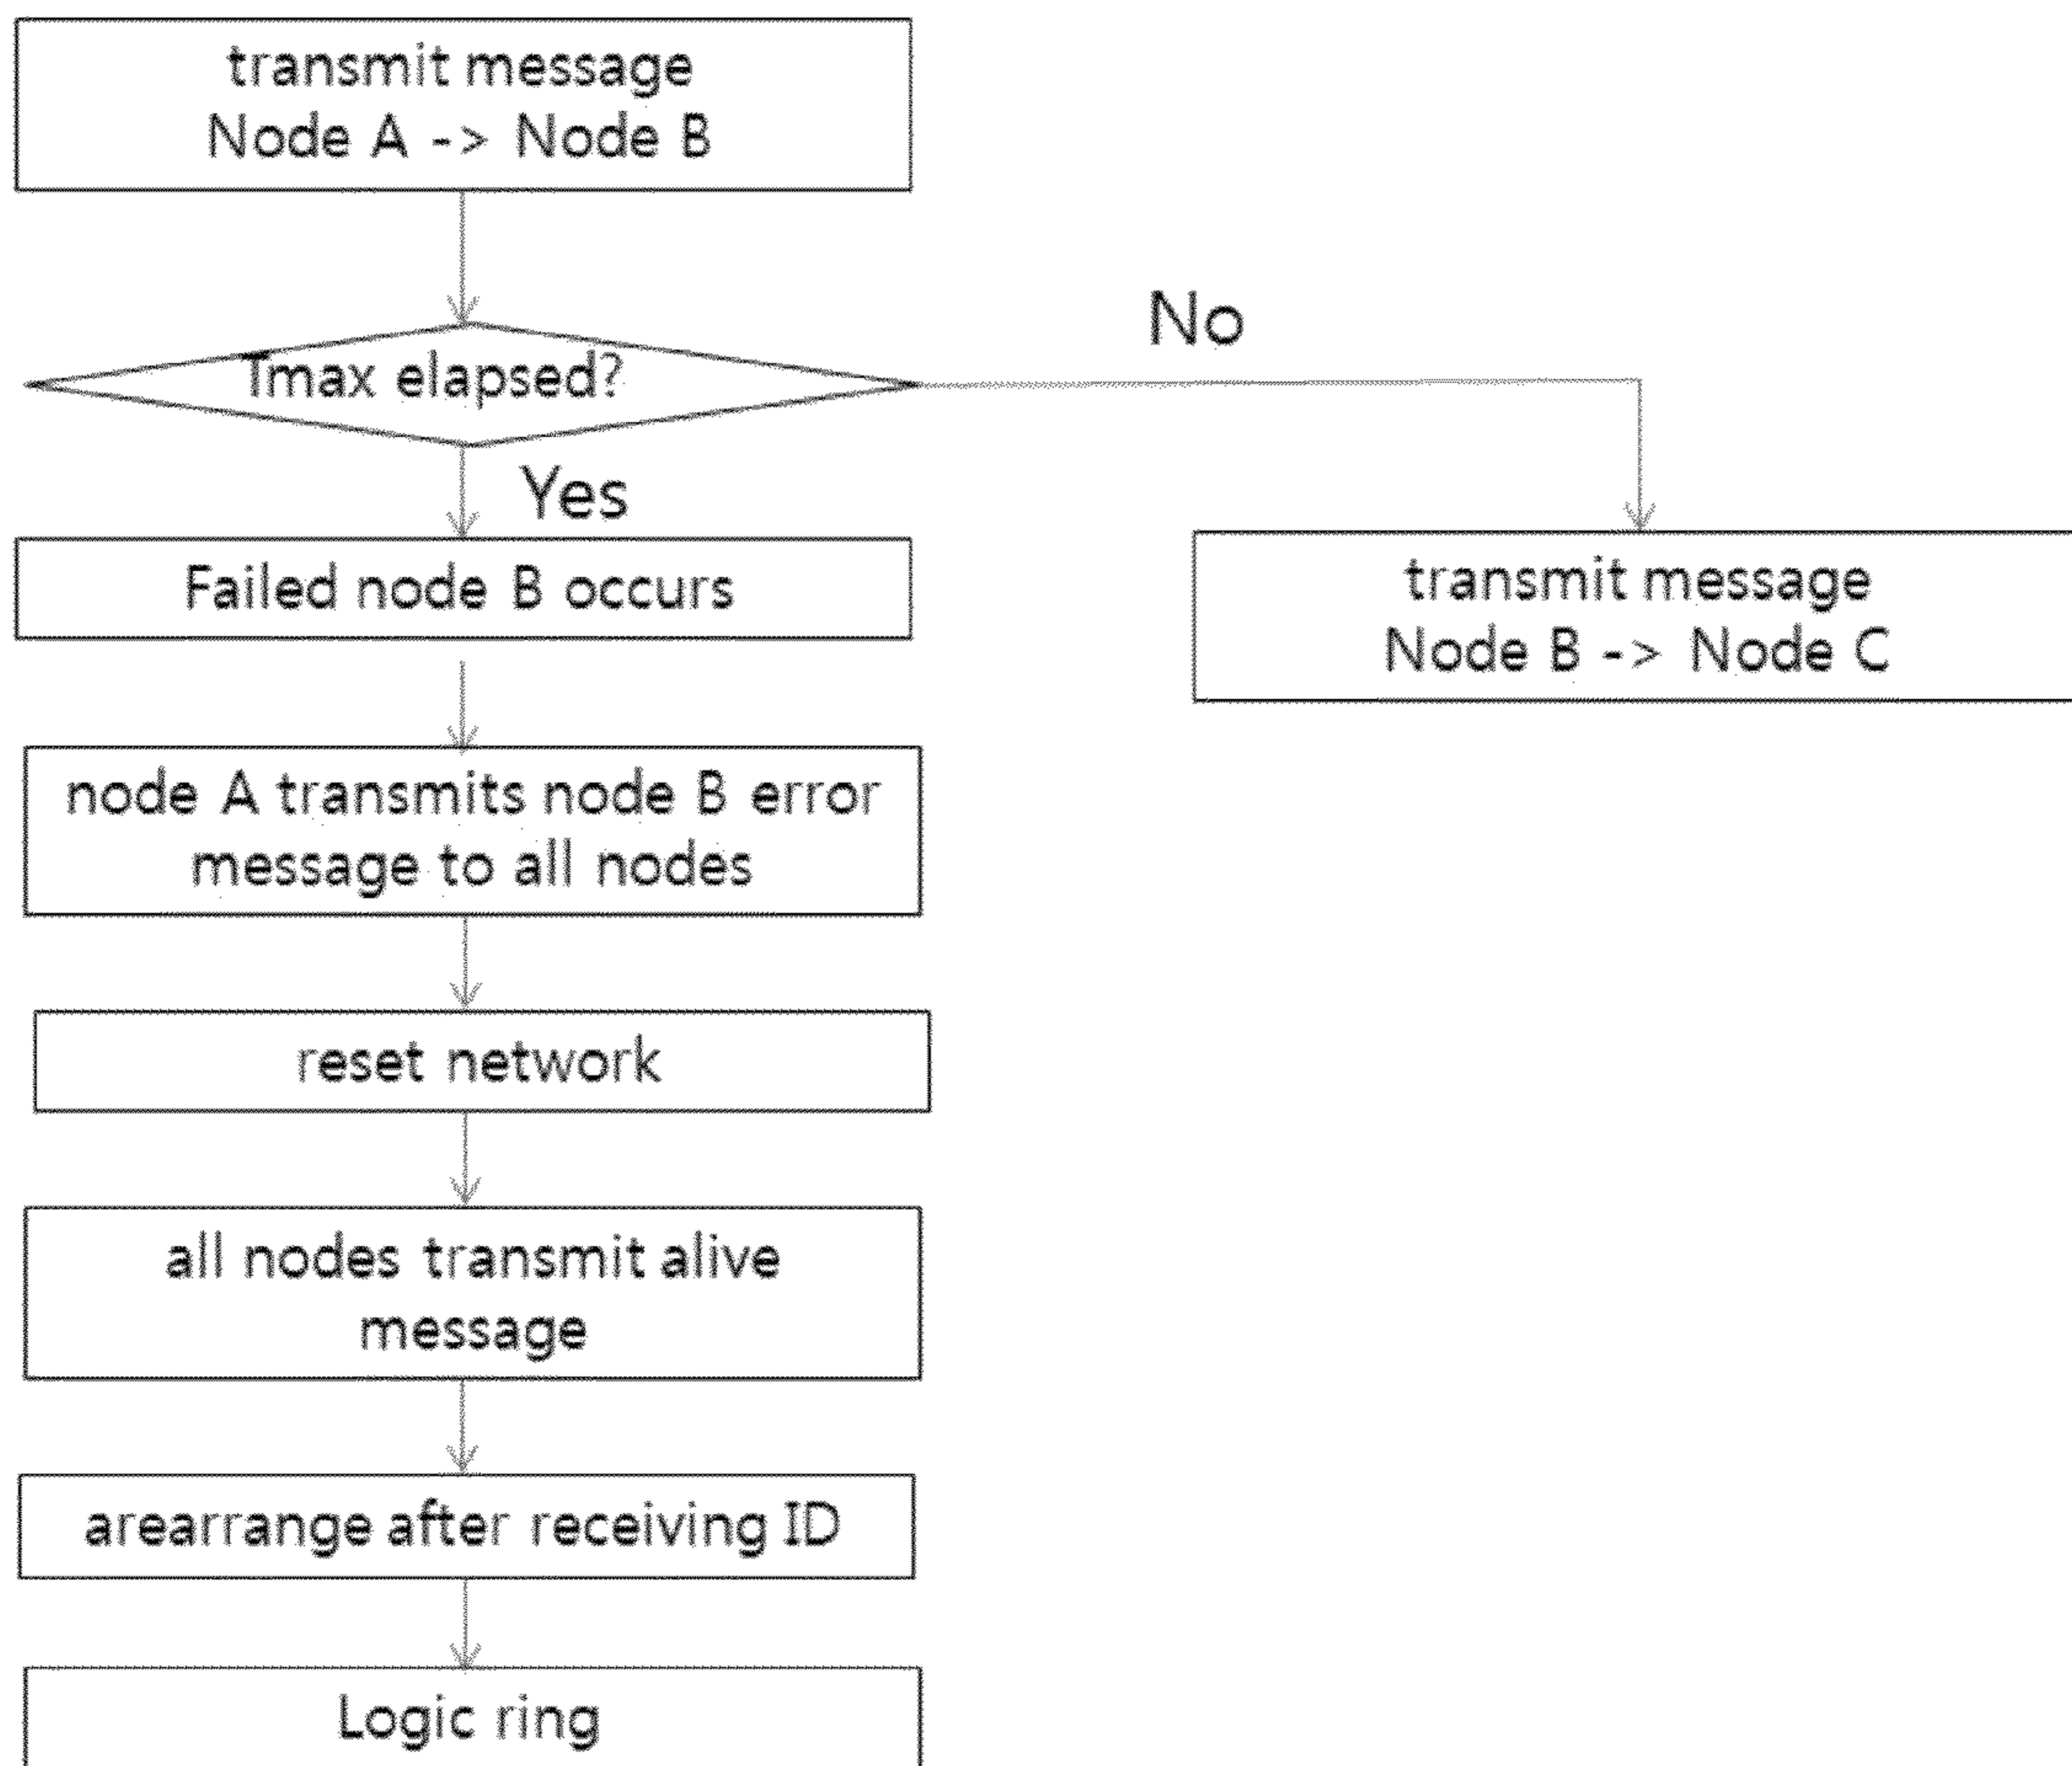 transmit message
Node A -> Node B
Tmax elapsed?
No
Yes
Failed node B occurs
transmit message
Node B -> Node C
node A transmits node B error
message to all nodes
reset network
all nodes transmit alive
message
arearrange after receiving ID
Logic ring